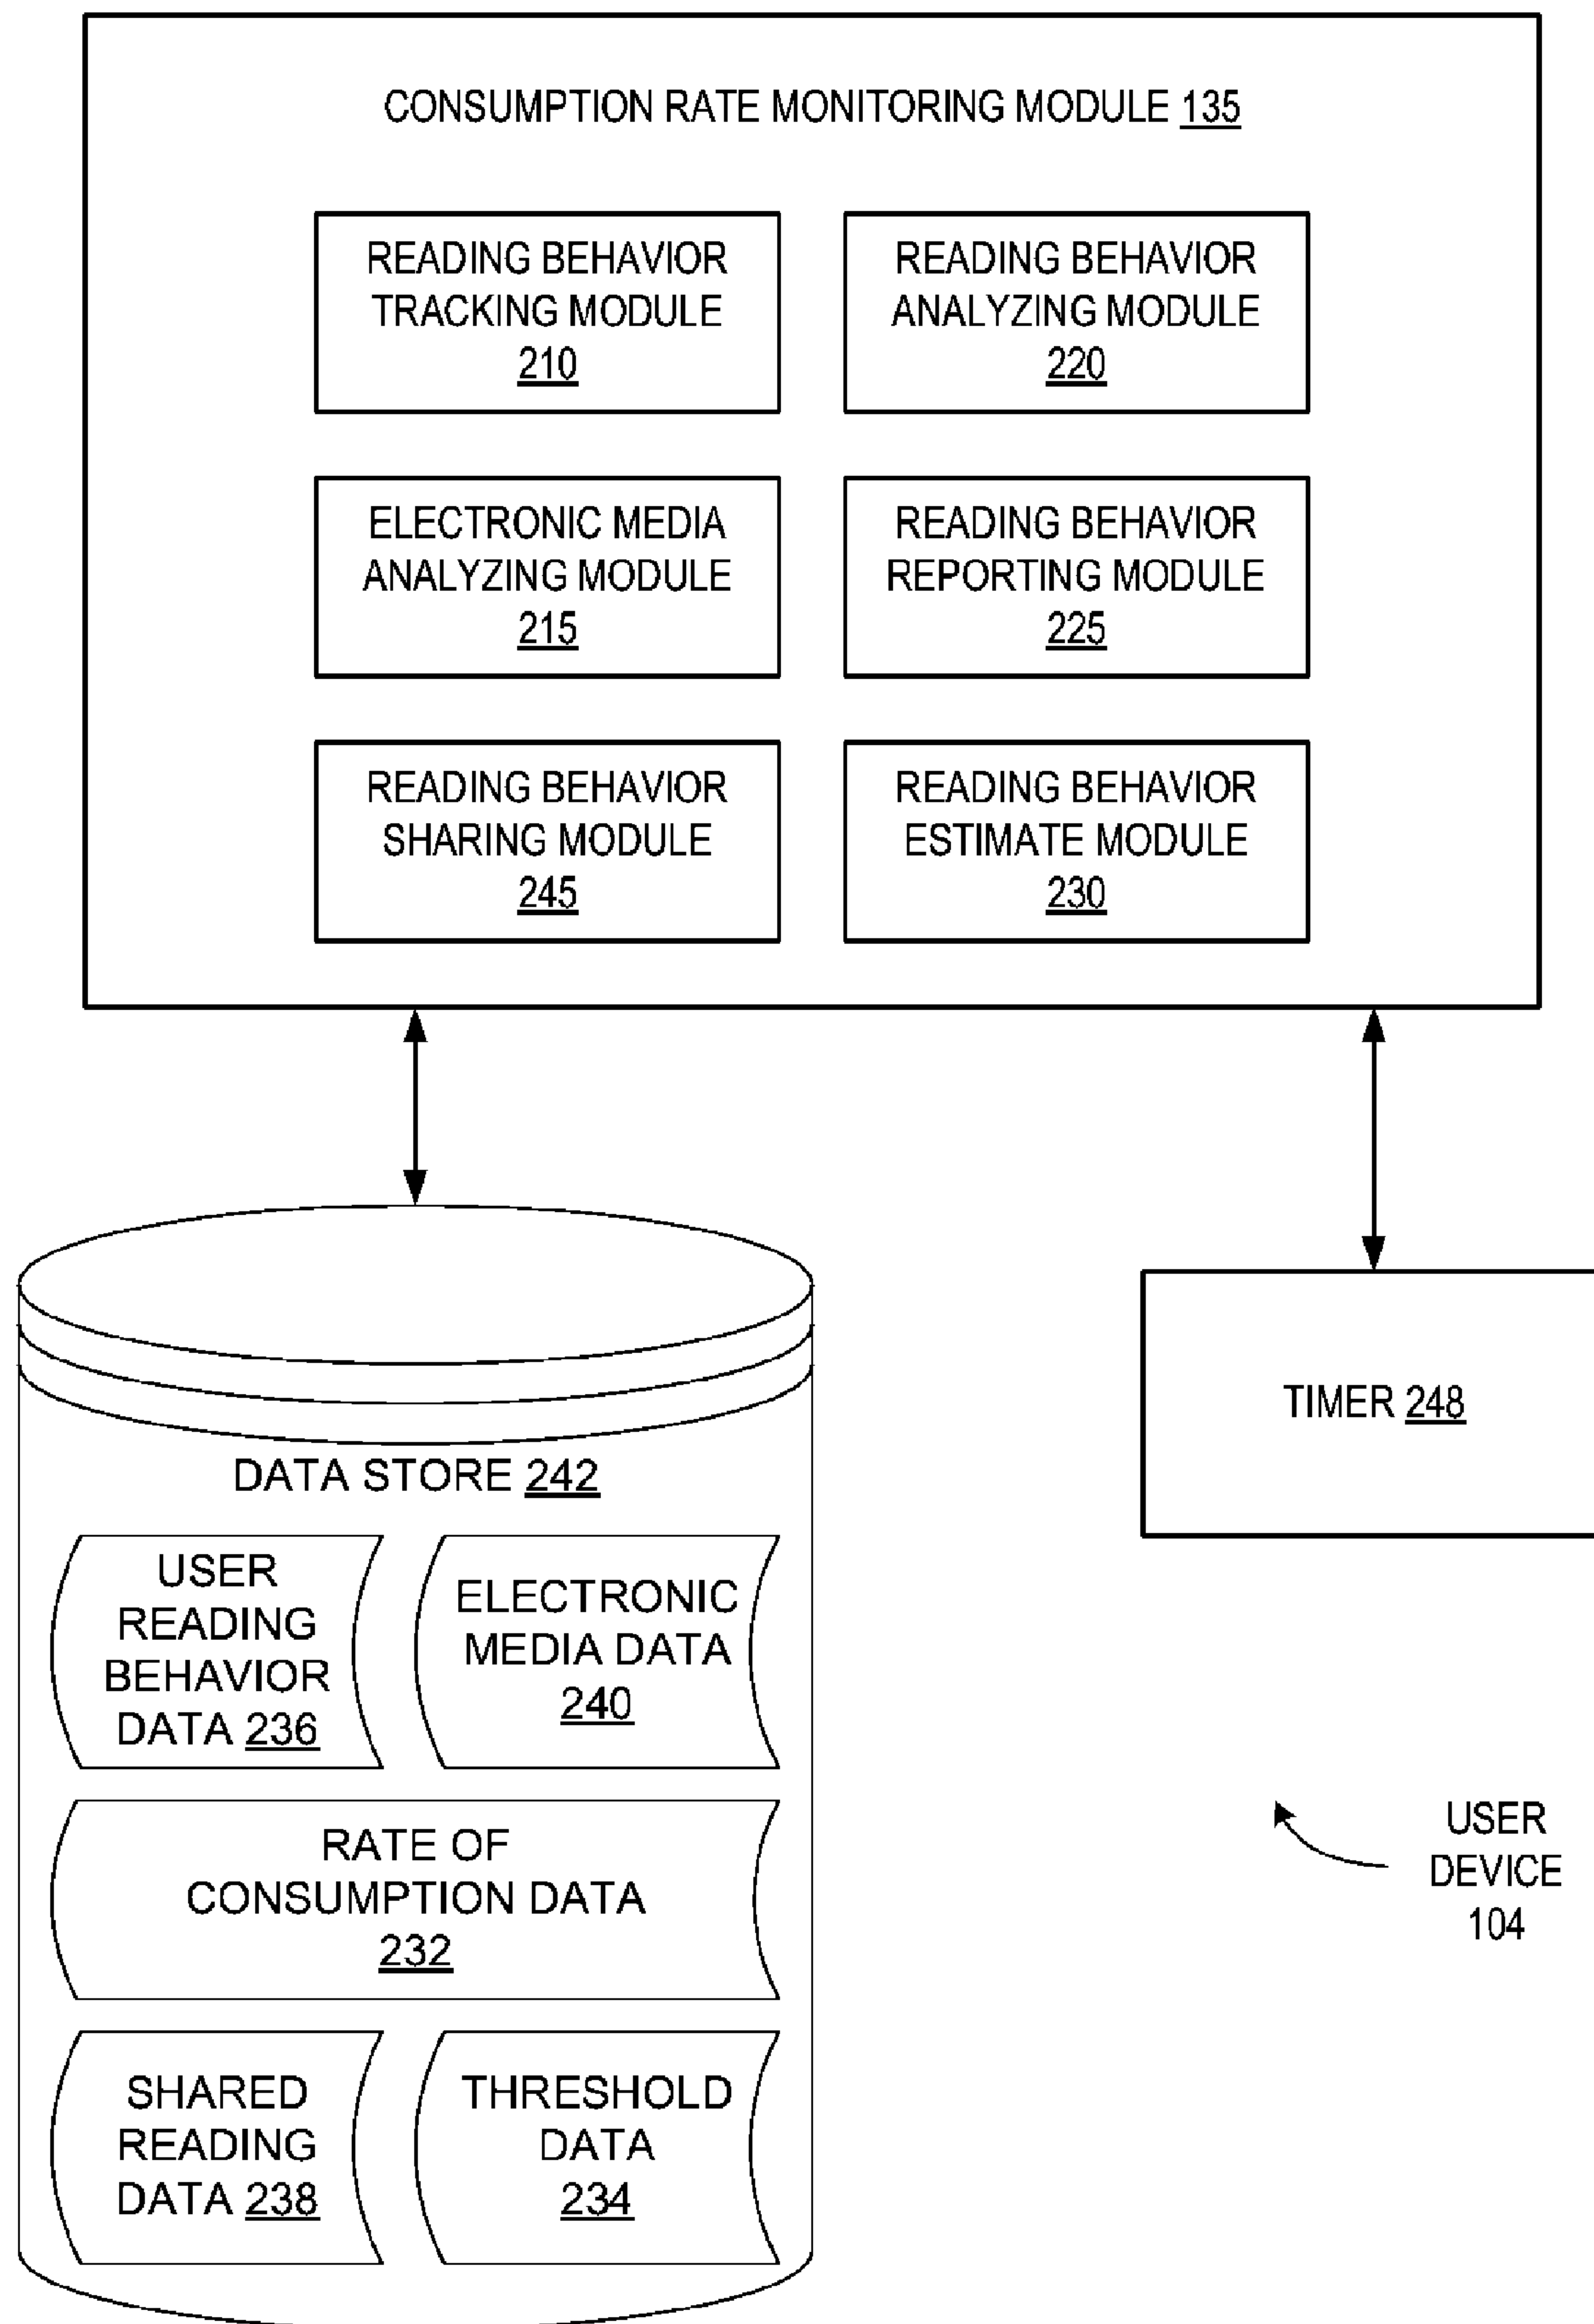 CONSUMPTION RATE MONITORING MODULE 135
READING BEHAVIOR
TRACKING MODULE
210
READING BEHAVIOR
ANALYZING MODULE
220
ELECTRONIC MEDIA
ANALYZING MODULE
215
READING BEHAVIOR
REPORTING MODULE
225
READING BEHAVIOR
SHARING MODULE
245
READING BEHAVIOR
ESTIMATE MODULE
230
TIMER 248
DATA STORE 242
USER
READING
BEHAVIOR
DATA 236
ELECTRONIC
MEDIA DATA
240
RATE OF
CONSUMPTION DATA
232
SHARED
READING
DATA 238
THRESHOLD
DATA
234
USER
DEVICE
104